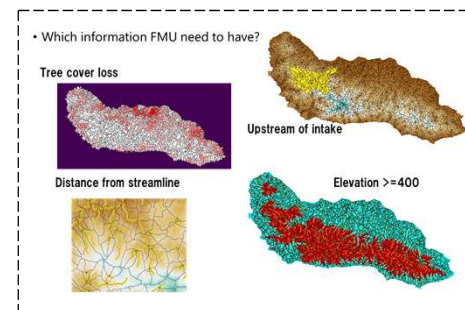 • Which information FMU need to have?
Tree cover loss
Upstream of intake
Distance from streamline
Elevation >=400